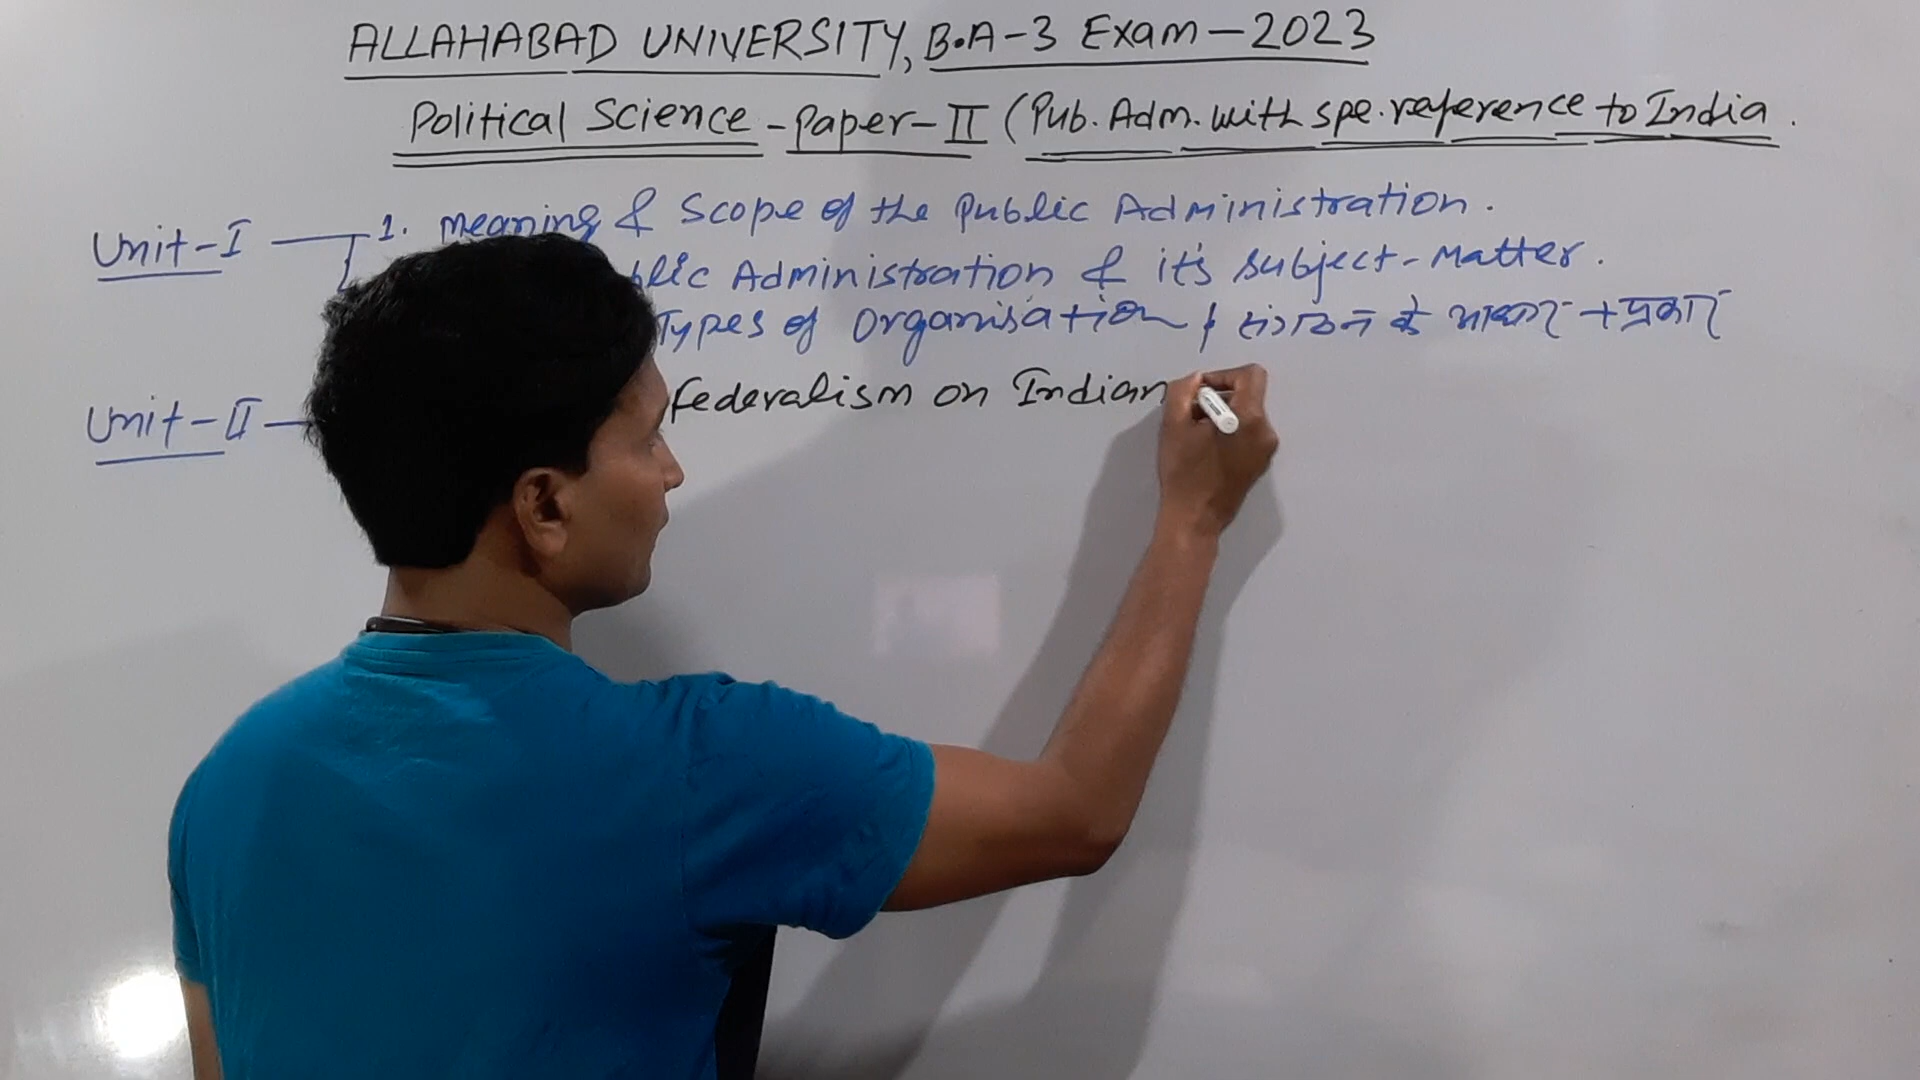 ALLAHABAD UNIVERSITY, B.A-3 Exam-2023
Political Science - Paper-II (Pub. Adm. with spe. reference to India.
Unit-I 1. Meaning & Scope of the Public Administration.
Administration & it's Subject-Matter.
Types of Organisation / संगठन के आकार + प्रकार
Unit-II federalism on Indian